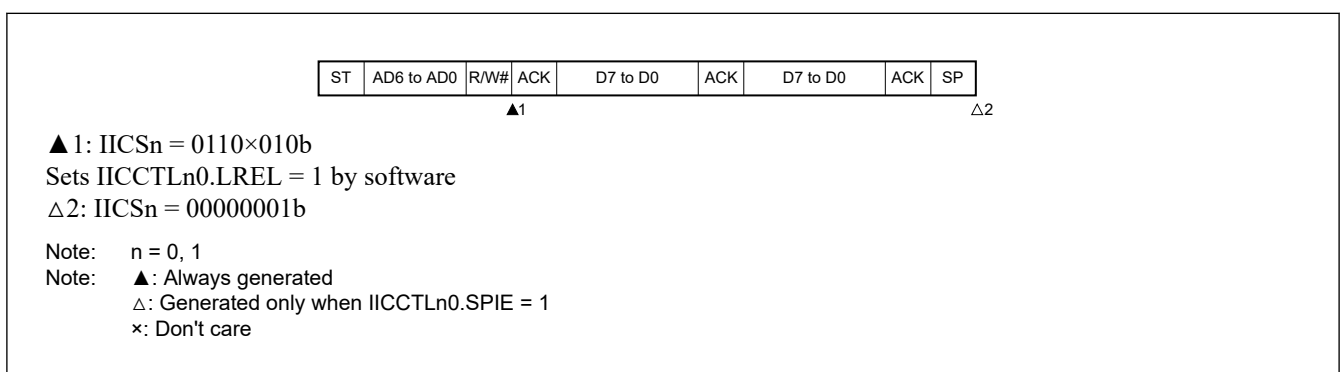 ST AD6 to AD0 R/W# ACK D7 to D0 ACK D7 to D0 ACK SP
▲1 △2
▲1: IICSn = 0110×010b
Sets IICCTLn0.LREL = 1 by software
△2: IICSn = 00000001b
Note: n = 0, 1
Note: ▲: Always generated
△: Generated only when IICCTLn0.SPIE = 1
×: Don't care